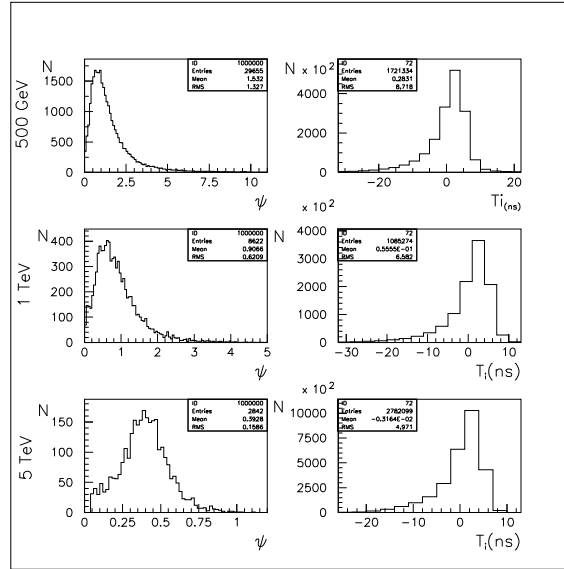 500 GeV
N
1500
1000
500
0
0
2.5
5
7.5
10
ψ
ID 1000000
Entries 29655
Mean 1.532
RMS 1.327
N x 10²
4000
2000
0
-20
0
20
Ti(ns)
ID 72
Entries 1721334
Mean 0.2831
RMS 8.718
1 TeV
N
400
300
200
100
0
0
1
2
3
4
5
ψ
ID 1000000
Entries 8622
Mean 0.9066
RMS 0.6209
N
x 10²
4000
3000
2000
1000
0
-30
-20
-10
0
10
Ti(ns)
ID 72
Entries 1085274
Mean 0.5555E-01
RMS 6.582
5 TeV
N
150
100
50
0
0
0.25
0.5
0.75
1
ψ
ID 1000000
Entries 2842
Mean 0.3928
RMS 0.1586
N
x 10²
10000
7500
5000
2500
0
-20
-10
0
10
Ti(ns)
ID 72
Entries 2782099
Mean -0.3164E-02
RMS 4.971